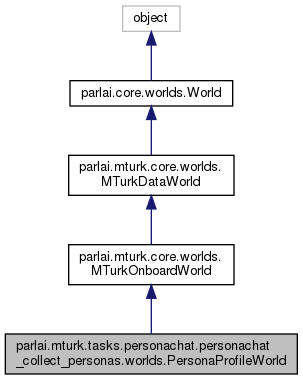 object
parlai.core.worlds.World
parlai.mturk.core.worlds.
MTurkDataWorld
parlai.mturk.core.worlds.
MTurkOnboardWorld
parlai.mturk.tasks.personachat.personachat
_collect_personas.worlds.PersonaProfileWorld